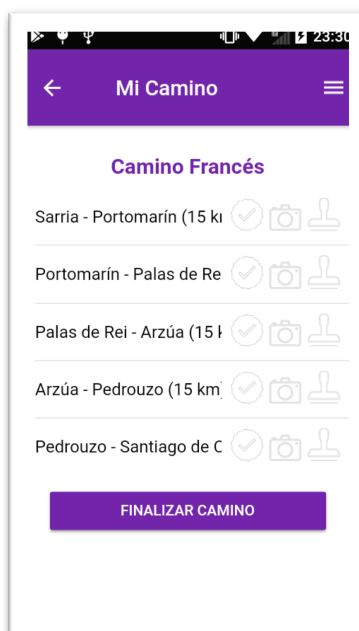 23:30
Mi Camino
Camino Francés
Sarria - Portomarín (15
Portomarín - Palas de Re
Palas de Rei - Arzúa (15
Arzúa - Pedrouzo (15 km)
Pedrouzo - Santiago de
FINALIZAR CAMINO